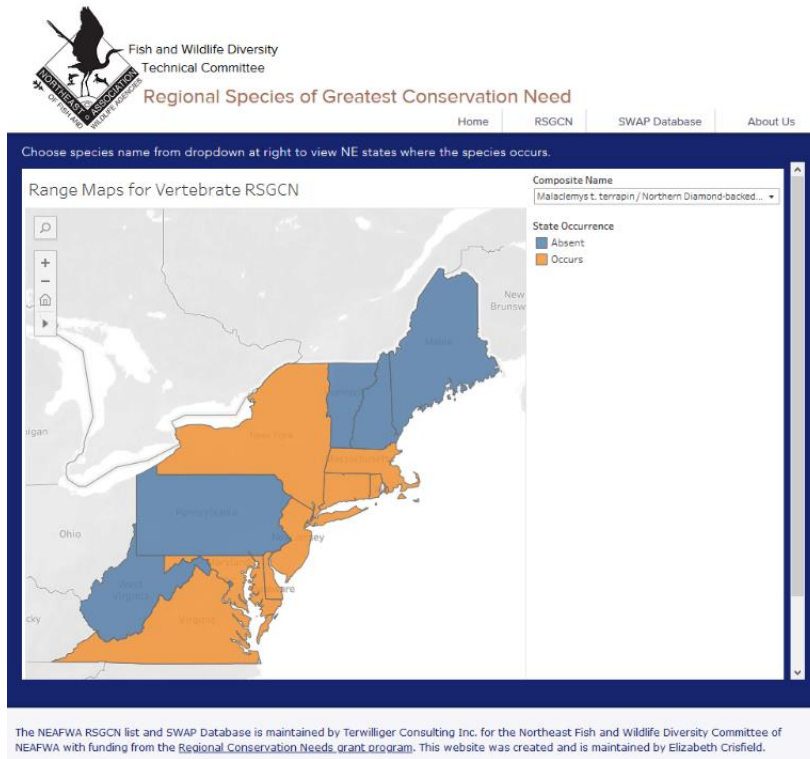 Fish and Wildlife Diversity
Technical Committee
NORTHEAST ASSOCIATION
OF FISH AND WILDLIFE AGENCIES
Regional Species of Greatest Conservation Need
Home RSGCN SWAP Database About Us
Choose species name from dropdown at right to view NE states where the species occurs.
Range Maps for Vertebrate RSGCN
Composite Name
Malaclemys t. terrapin / Northern Diamond-backed...
State Occurrence
Absent
Occurs
New
Brunsw
Maine
igan
New York
Massachusetts
Ohio
Pennsylvania
New Jersey
Maryland
West
Virginia
cky
Virginia
The NEAFWA RSGCN list and SWAP Database is maintained by Terwilliger Consulting Inc. for the Northeast Fish and Wildlife Diversity Committee of
NEAFWA with funding from the Regional Conservation Needs grant program. This website was created and is maintained by Elizabeth Crisfield.